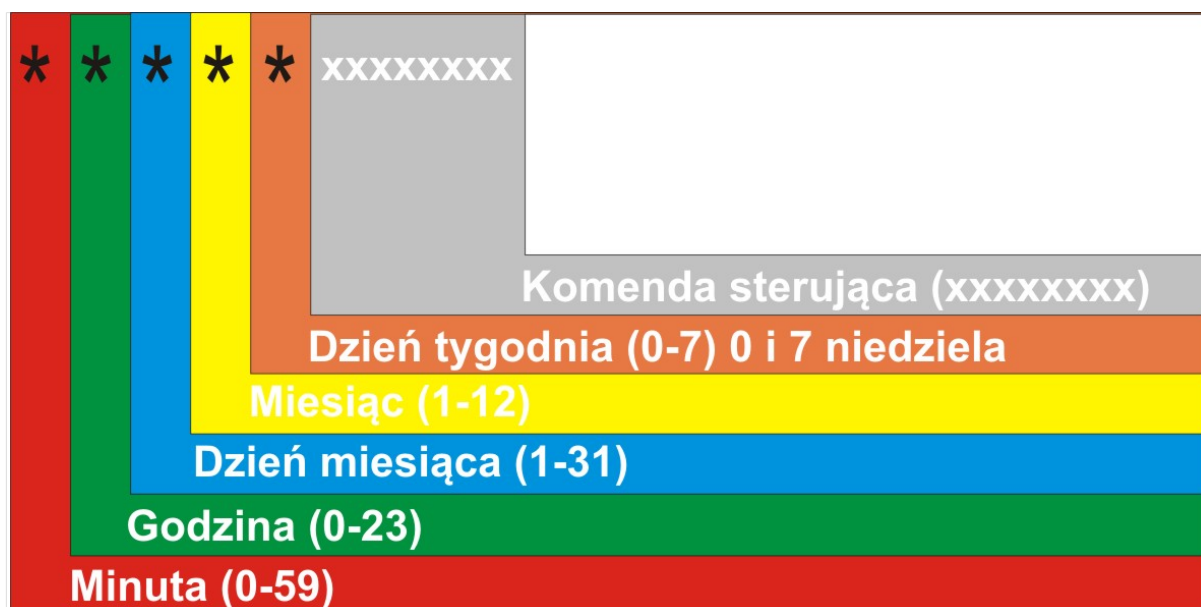 * * * * * xxxxxxxx
Komenda sterująca (xxxxxxxx)
Dzień tygodnia (0-7) 0 i 7 niedziela
Miesiąc (1-12)
Dzień miesiąca (1-31)
Godzina (0-23)
Minuta (0-59)